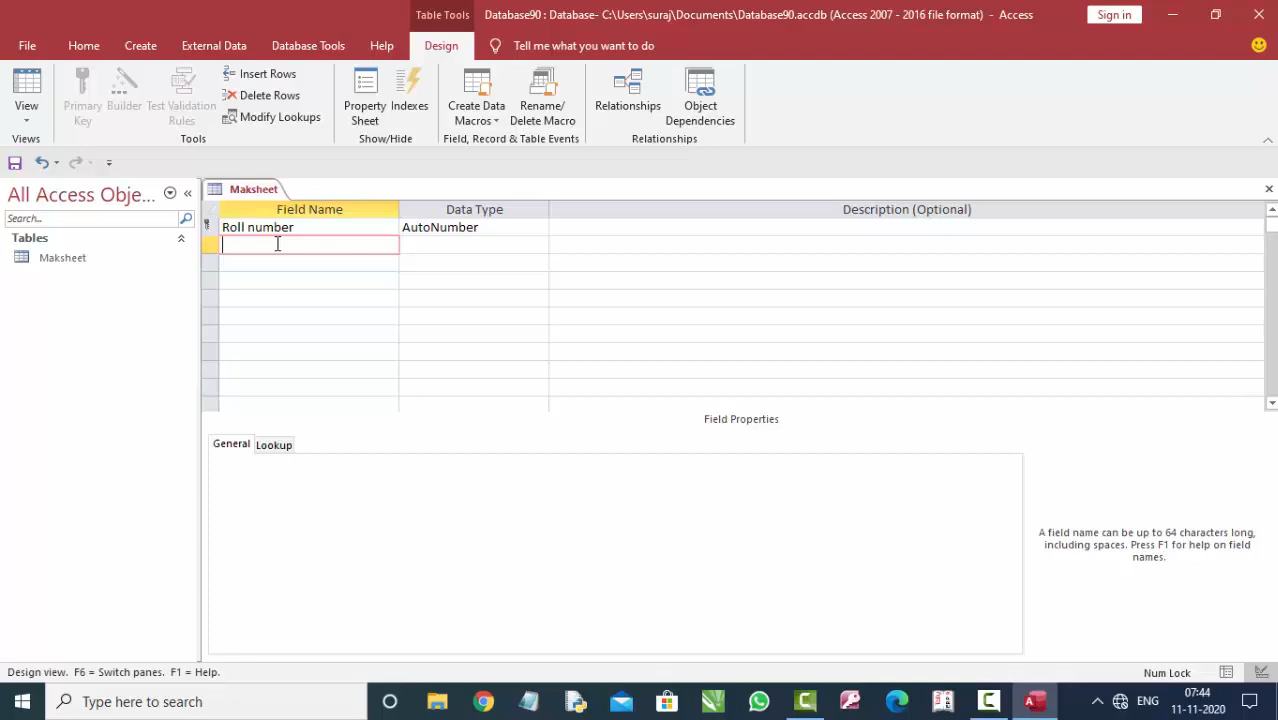 Table Tools
Database90 : Database- C:\Users\suraj\Documents\Database90.accdb (Access 2007 - 2016 file format) - Access
Sign in
File Home Create External Data Database Tools Help Design Tell me what you want to do
View
Primary Key
Builder
Test Validation Rules
Insert Rows
Delete Rows
Modify Lookups
Property Sheet
Indexes
Create Data Macros
Rename/ Delete Macro
Relationships
Object Dependencies
Views Tools Show/Hide Field, Record & Table Events Relationships
All Access Obje...
Search...
Tables
Maksheet
Maksheet
Field Name Data Type Description (Optional)
Roll number AutoNumber
Field Properties
General Lookup
A field name can be up to 64 characters long,
including spaces. Press F1 for help on field
names.
Design view. F6 = Switch panes. F1 = Help.
Num Lock
Type here to search
ENG
07:44
11-11-2020